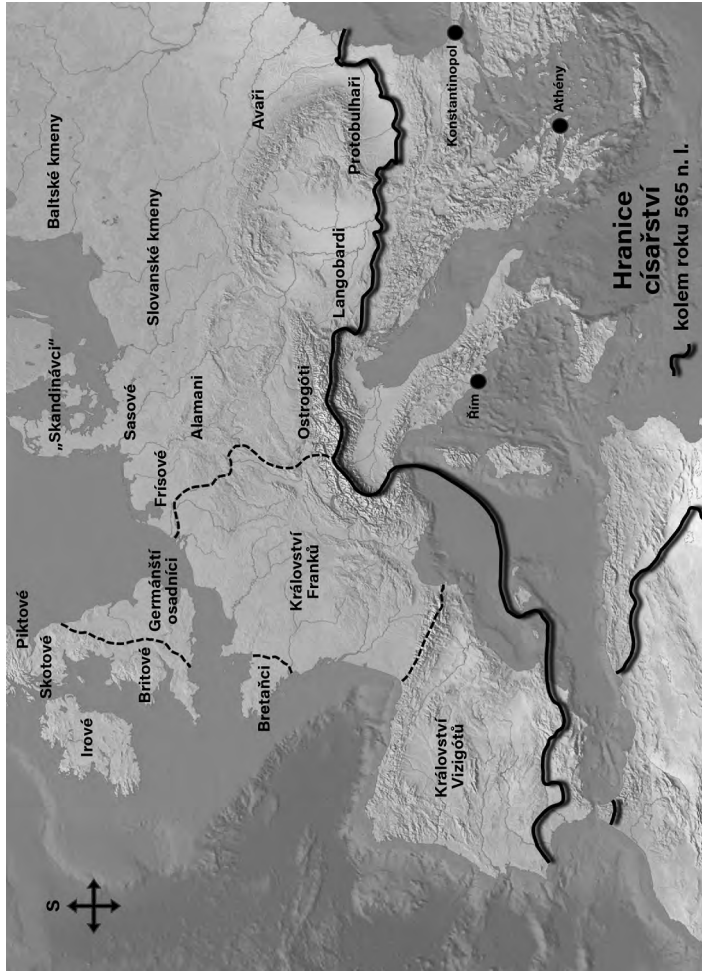 S
Irové
Skotové
Piktové
Britové
Germánští
osadníci
Bretaňci
Království
Franků
Království
Vizigótů
Frísové
Sasové
„Skandinávci“
Alamani
Ostrogóti
Baltské kmeny
Slovanské kmeny
Langobardi
Avaři
Protobulhaři
Konstantinopol
Athény
Řím
Hranice
císařství
kolem roku 565 n. l.